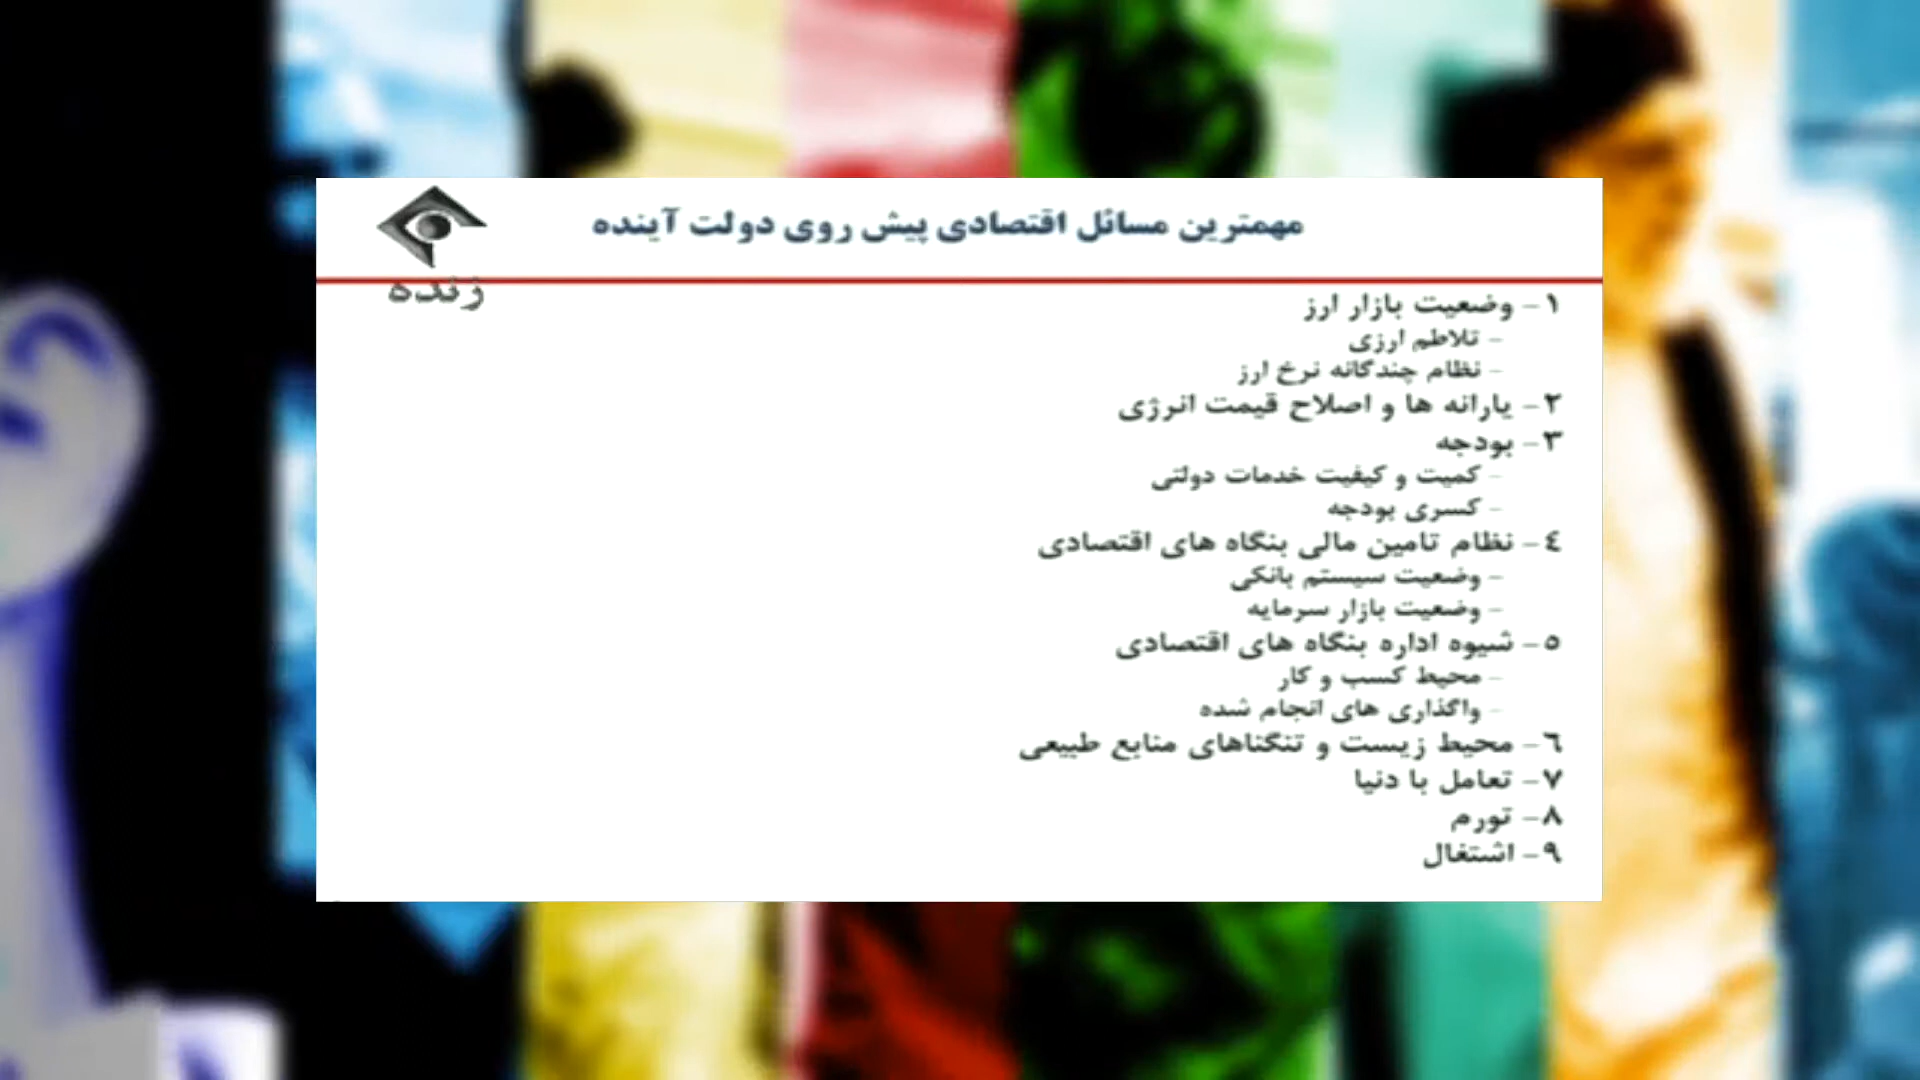 مهمترین مسائل اقتصادی پیش روی دولت آینده
زنده
۱- وضعیت بازار ارز
- تلاطم ارزی
- نظام چندگانه نرخ ارز
۲- یارانه ها و اصلاح قیمت انرژی
۳- بودجه
- کمیت و کیفیت خدمات دولتی
- کسری بودجه
٤- نظام تامین مالی بنگاه های اقتصادی
- وضعیت سیستم بانکی
- وضعیت بازار سرمایه
٥- شیوه اداره بنگاه های اقتصادی
- محیط کسب و کار
- واگذاری های انجام شده
٦- محیط زیست و تنگناهای منابع طبیعی
۷- تعامل با دنیا
۸- تورم
۹- اشتغال